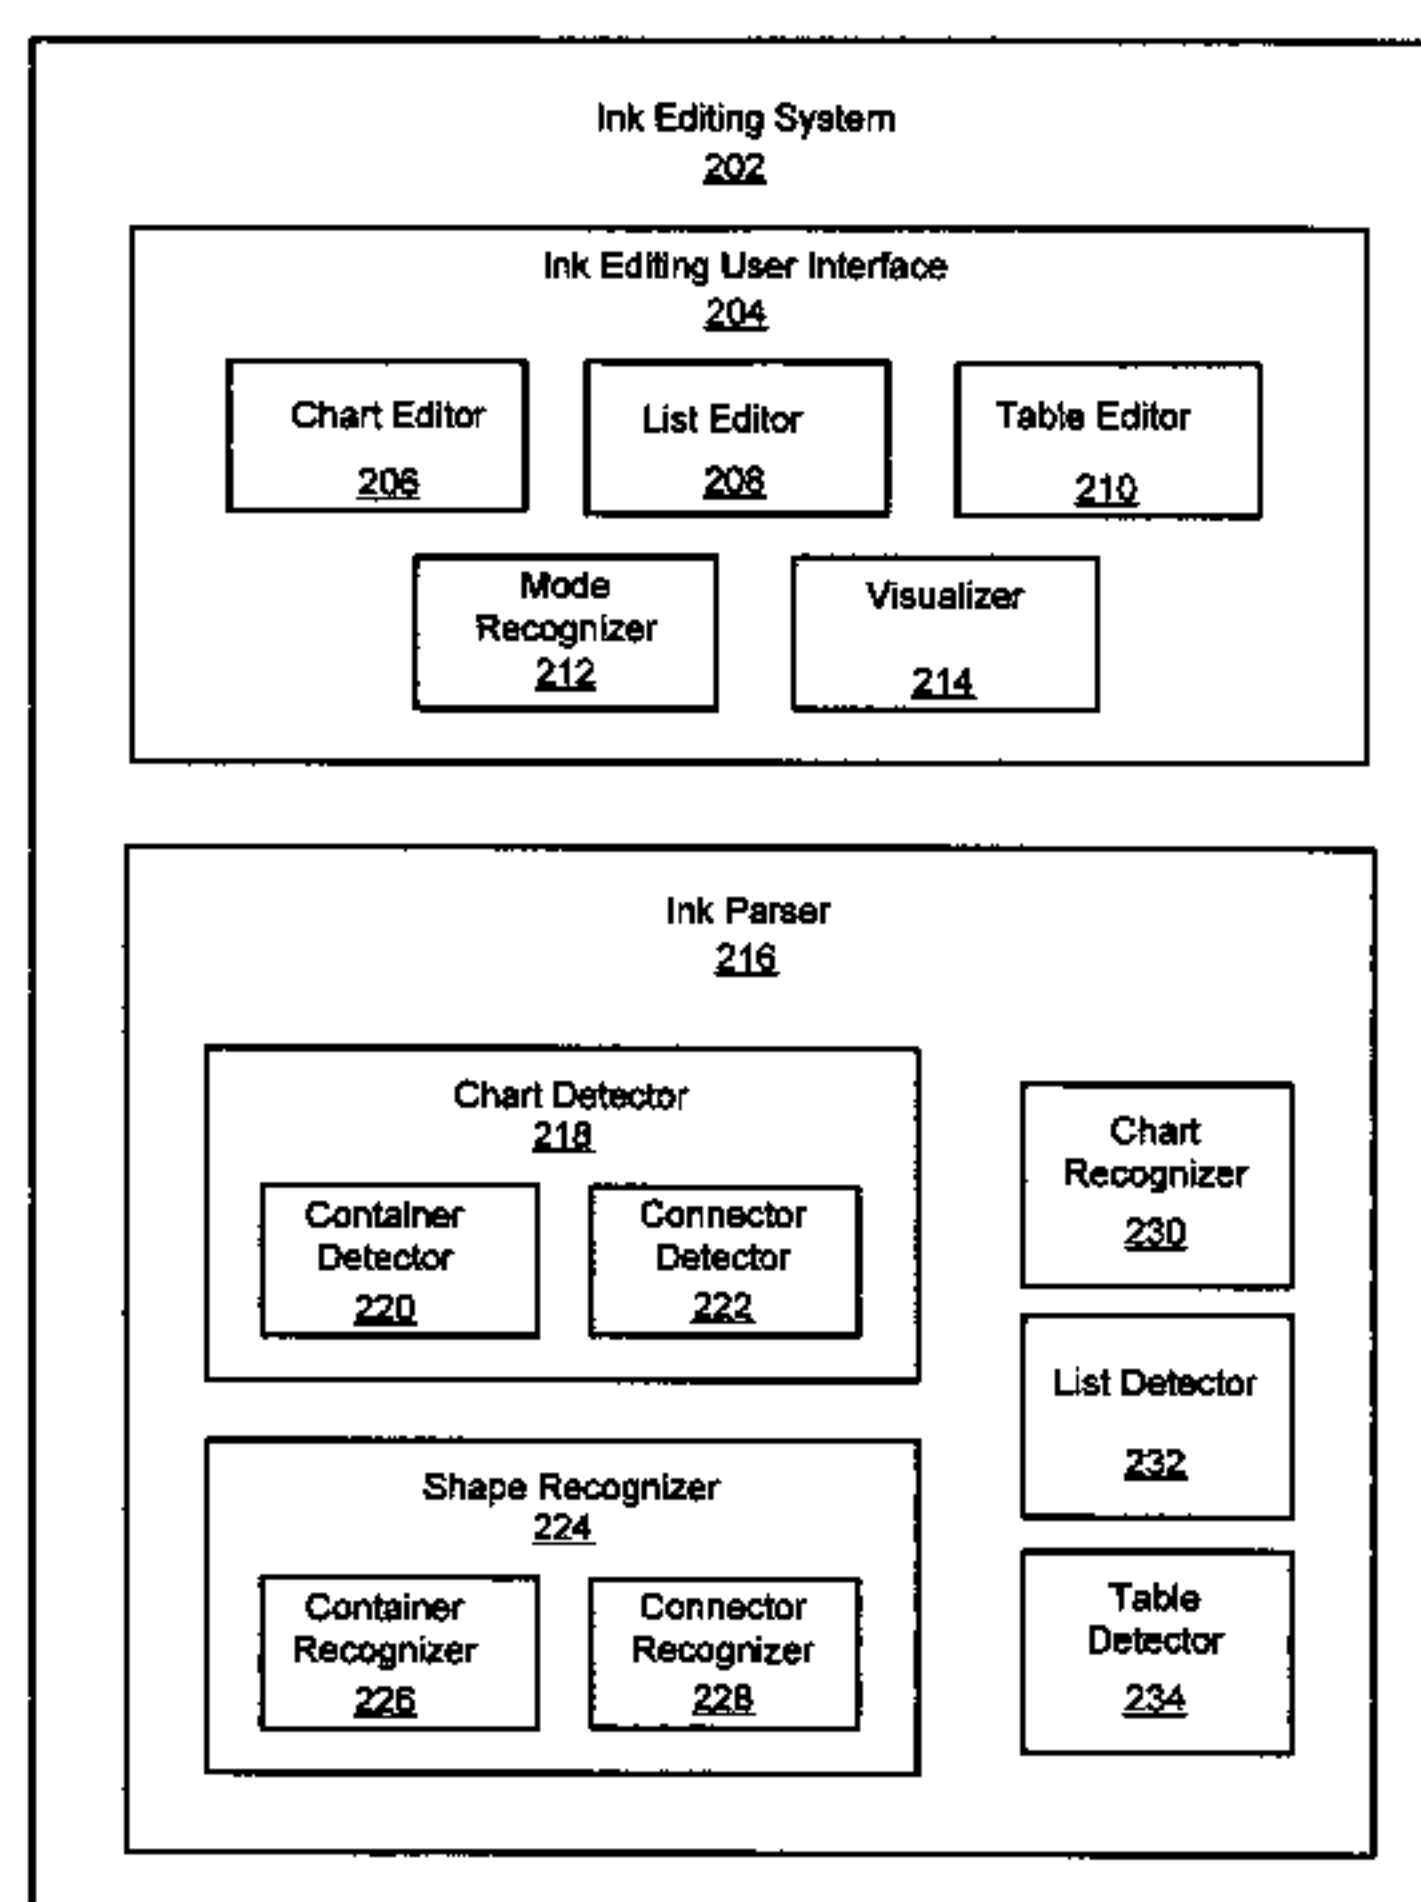 Ink Editing System
202
Ink Editing User Interface
204
Chart Editor
206
List Editor
208
Table Editor
210
Mode
Recognizer
212
Visualizer
214
Ink Parser
216
Chart Detector
218
Container
Detector
220
Connector
Detector
222
Shape Recognizer
224
Container
Recognizer
226
Connector
Recognizer
228
Chart
Recognizer
230
List Detector
232
Table
Detector
234